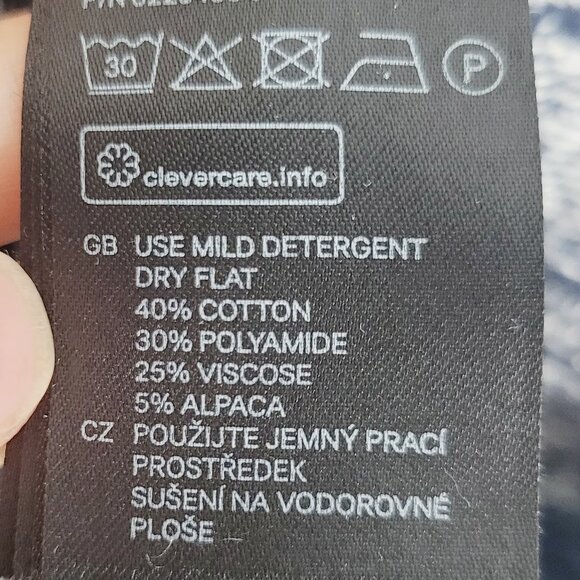 30
P
clevercare.info
GB USE MILD DETERGENT
DRY FLAT
40% COTTON
30% POLYAMIDE
25% VISCOSE
5% ALPACA
CZ POUŽIJTE JEMNÝ PRACÍ
PROSTŘEDEK
SUŠENÍ NA VODOROVNÉ
PLOŠE